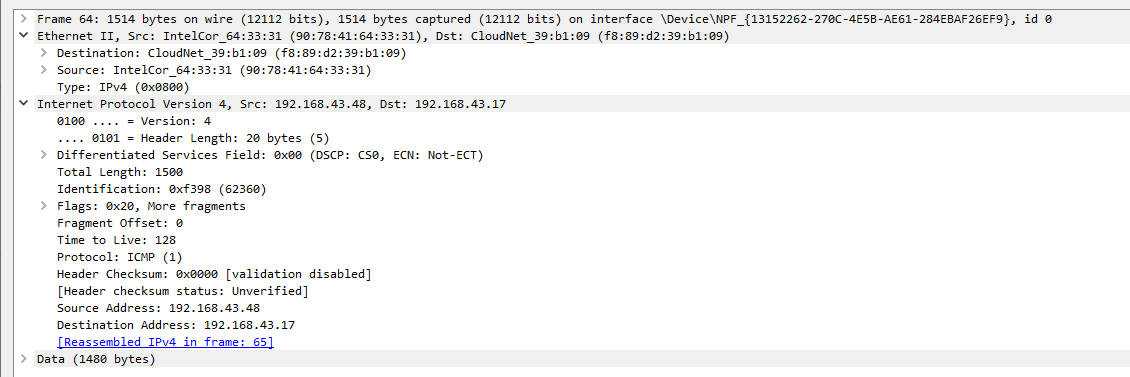 Frame 64: 1514 bytes on wire (12112 bits), 1514 bytes captured (12112 bits) on interface \Device\NPF_{13152262-270C-4E5B-AE61-284EBAF26EF9}, id 0
Ethernet II, Src: IntelCor_64:33:31 (90:78:41:64:33:31), Dst: CloudNet_39:b1:09 (f8:89:d2:39:b1:09)
Destination: CloudNet_39:b1:09 (f8:89:d2:39:b1:09)
Source: IntelCor_64:33:31 (90:78:41:64:33:31)
Type: IPv4 (0x0800)
Internet Protocol Version 4, Src: 192.168.43.48, Dst: 192.168.43.17
0100 .... = Version: 4
.... 0101 = Header Length: 20 bytes (5)
Differentiated Services Field: 0x00 (DSCP: CS0, ECN: Not-ECT)
Total Length: 1500
Identification: 0xf398 (62360)
Flags: 0x20, More fragments
Fragment Offset: 0
Time to Live: 128
Protocol: ICMP (1)
Header Checksum: 0x0000 [validation disabled]
[Header checksum status: Unverified]
Source Address: 192.168.43.48
Destination Address: 192.168.43.17
[Reassembled IPv4 in frame: 65]
Data (1480 bytes)